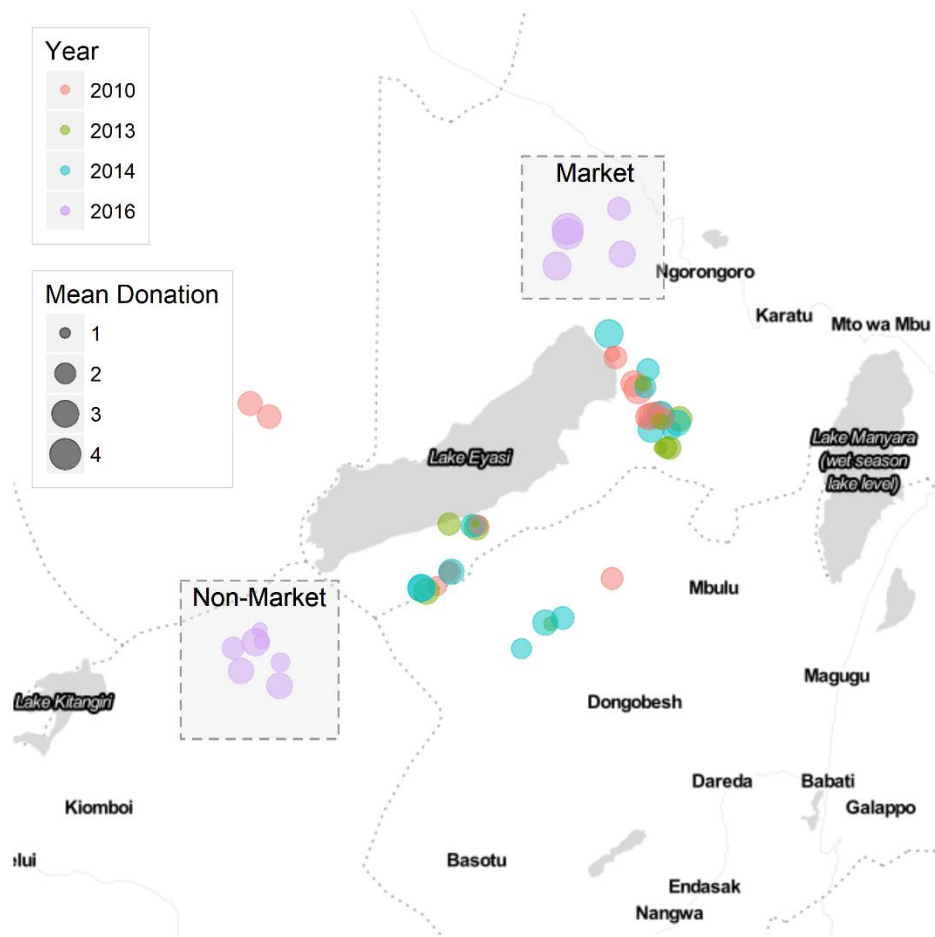 Year
2010
2013
2014
2016
Mean Donation
1
2
3
4
Market
Ngorongoro
Karatu
Mto wa Mbu
Lake Eyasi
Lake Manyara
(wet season
lake level)
Non-Market
Mbulu
Lake Kitangiri
Dongobesh
Magugu
Dareda
Babati
Kiomboi
Galappo
elui
Basotu
Endasak
Nangwa